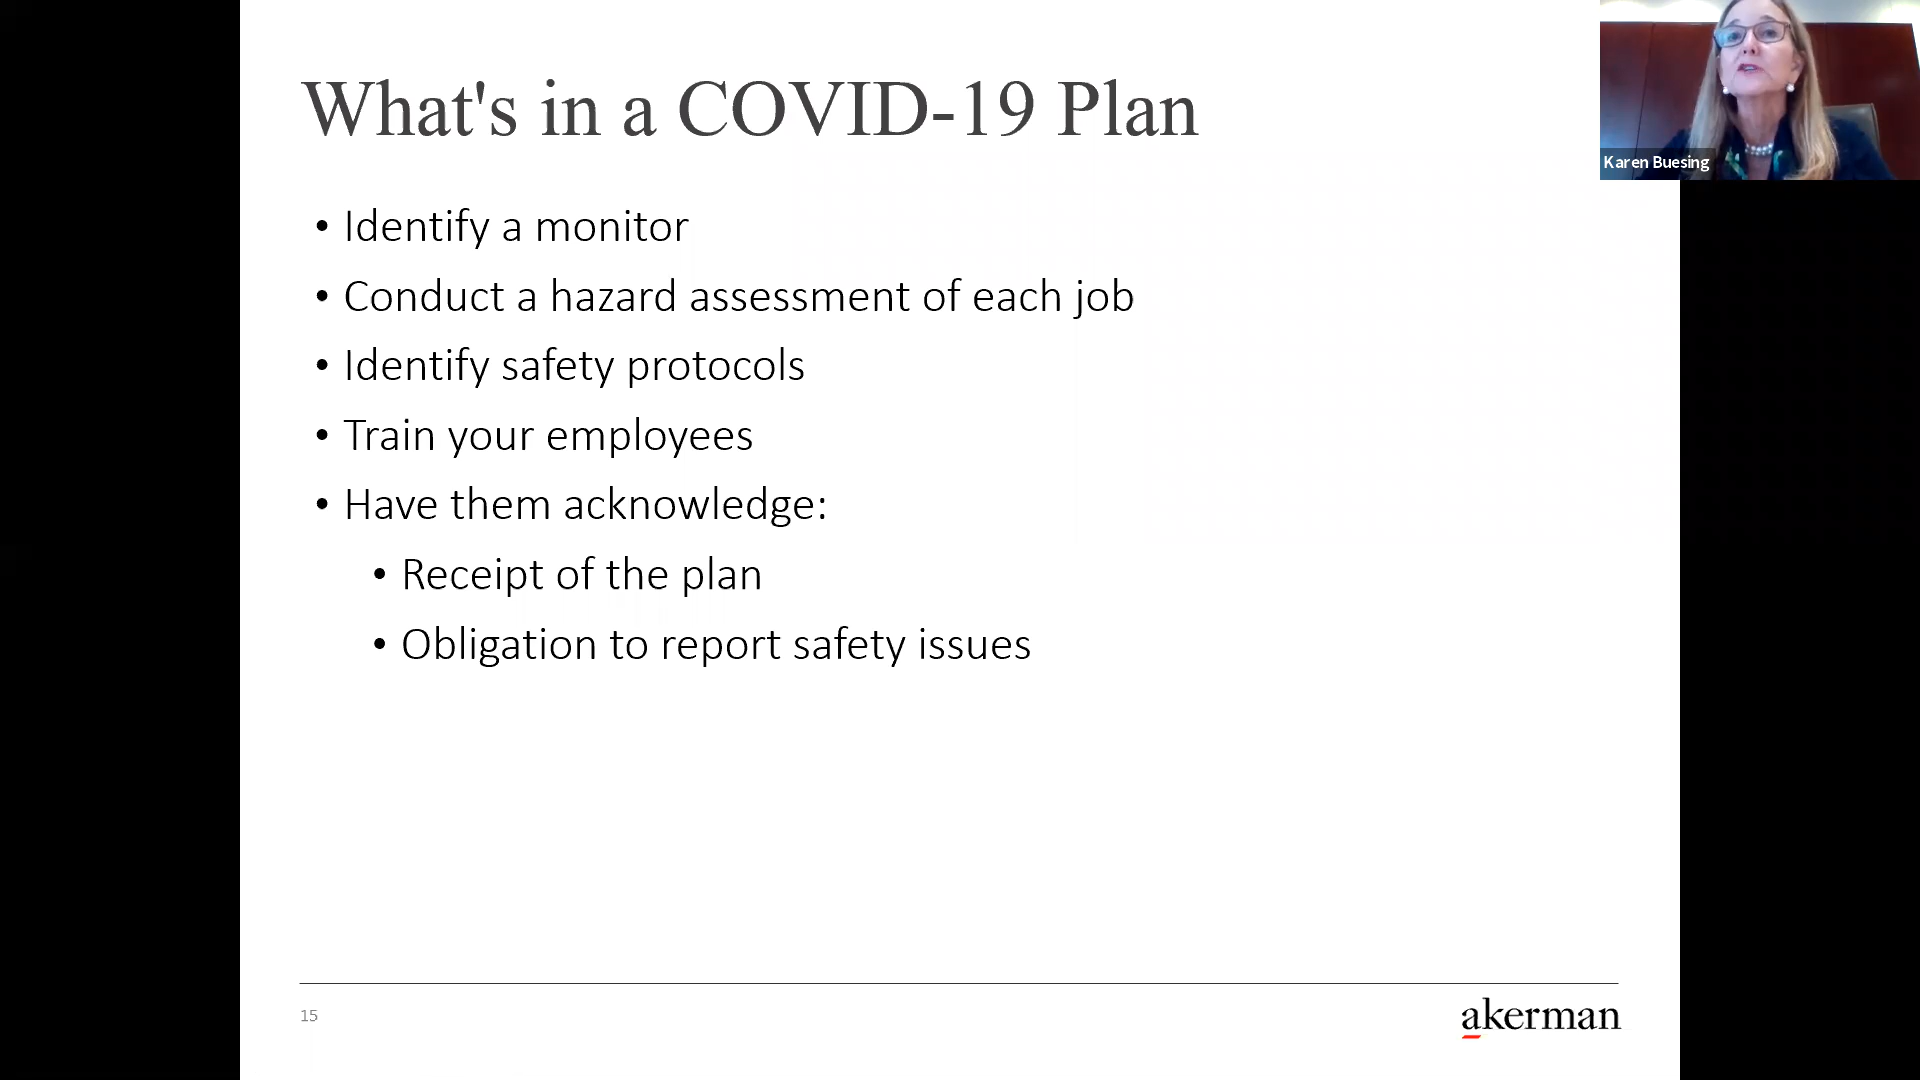 What's in a COVID-19 Plan
Karen Buesing
• Identify a monitor
• Conduct a hazard assessment of each job
• Identify safety protocols
• Train your employees
• Have them acknowledge:
• Receipt of the plan
• Obligation to report safety issues
15
akerman